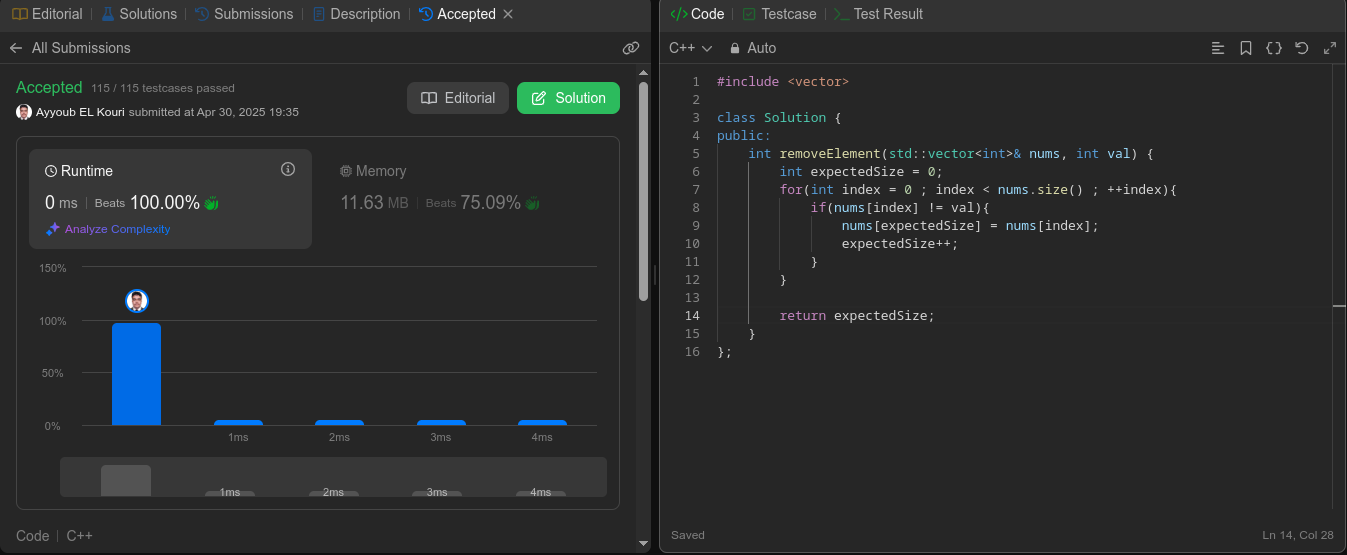 Editorial | Solutions | Submissions | Description | Accepted
All Submissions
Accepted 115 / 115 testcases passed
Ayyoub EL Kouri submitted at Apr 30, 2025 19:35
Editorial
Solution
Runtime
0 ms | Beats 100.00%
Analyze Complexity
Memory
11.63 MB | Beats 75.09%
150%
100%
50%
0%
1ms 2ms 3ms 4ms
1ms 2ms 3ms 4ms
Code | C++
</> Code | Testcase | >_ Test Result
C++ Auto
1 #include <vector>
2
3 class Solution {
4 public:
5     int removeElement(std::vector<int>& nums, int val) {
6         int expectedSize = 0;
7         for(int index = 0 ; index < nums.size() ; ++index){
8             if(nums[index] != val){
9                 nums[expectedSize] = nums[index];
10                 expectedSize++;
11             }
12         }
13
14         return expectedSize;
15     }
16 };
Saved
Ln 14, Col 28